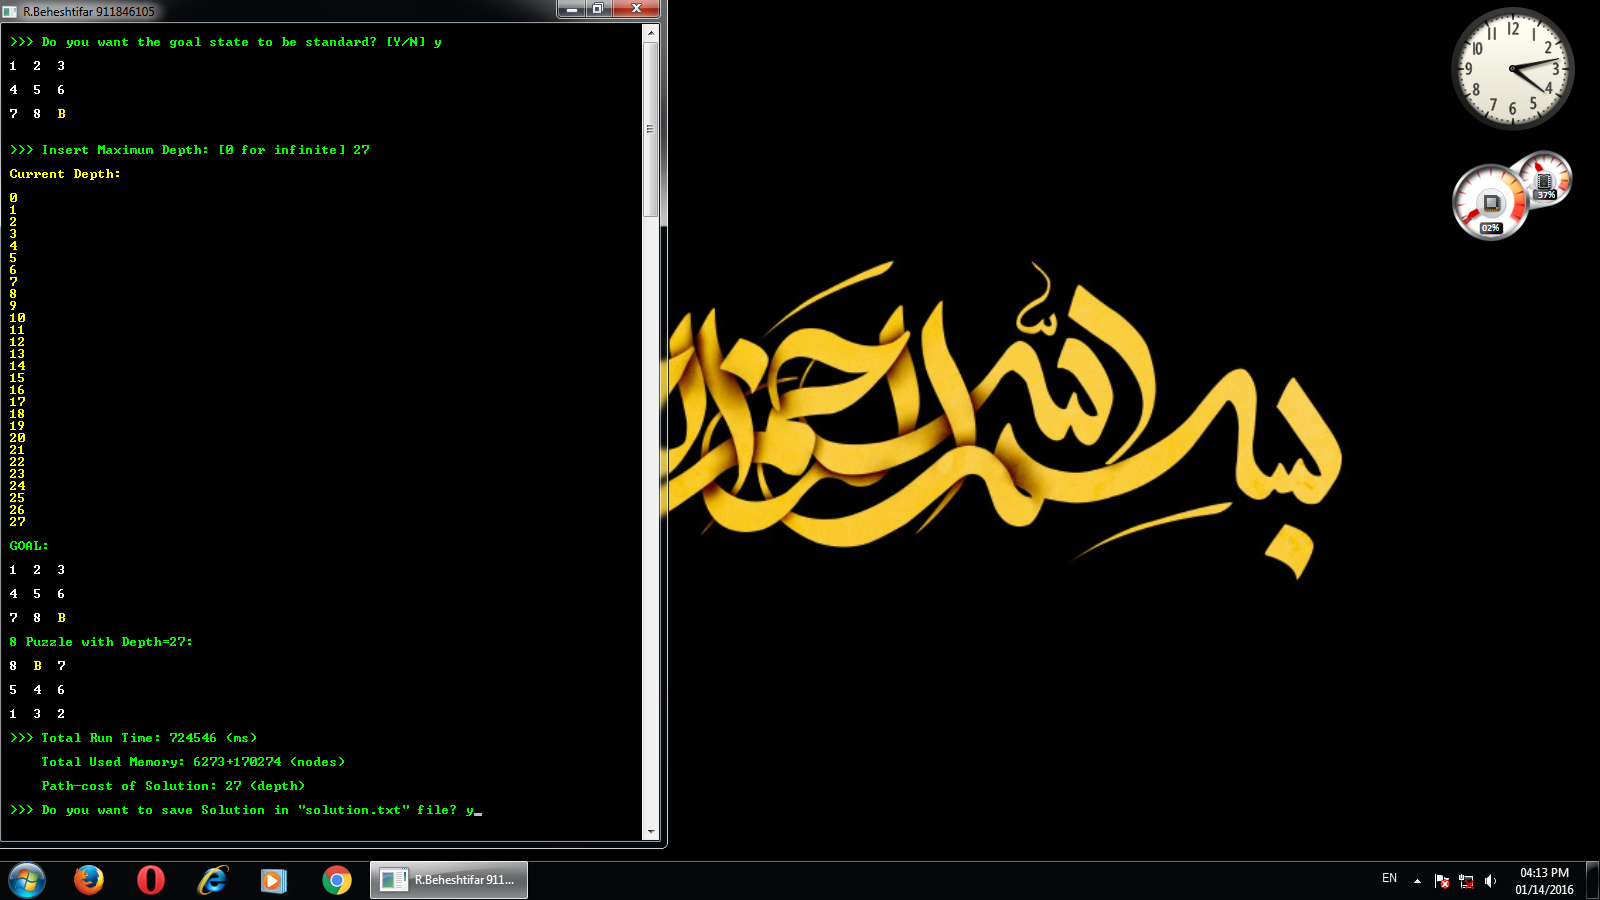 R.Beheshtifar 911846105
>>> Do you want the goal state to be standard? [Y/N] y
1 2 3
4 5 6
7 8 B
>>> Insert Maximum Depth: [0 for infinite] 27
Current Depth:
0
1
2
3
4
5
6
7
8
9
10
11
12
13
14
15
16
17
18
19
20
21
22
23
24
25
26
27
GOAL:
1 2 3
4 5 6
7 8 B
8 Puzzle with Depth=27:
8 B 7
5 4 6
1 3 2
>>> Total Run Time: 724546 (ms)
Total Used Memory: 6273+170274 (nodes)
Path-cost of Solution: 27 (depth)
>>> Do you want to save Solution in "solution.txt" file? y
12
1
2
3
4
5
6
7
8
9
10
11
37%
02%
بسم الله الرحمن
R.Beheshtifar 911...
EN
04:13 PM
01/14/2016